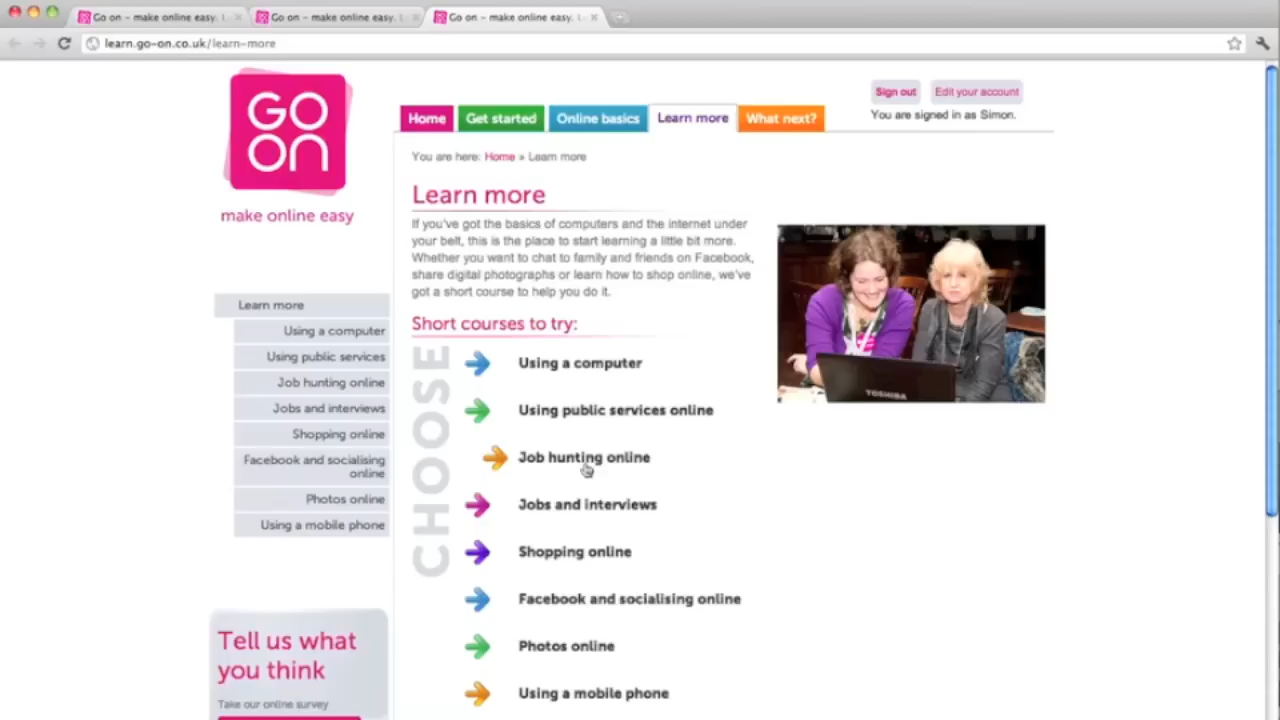 Go on – make online easy. L
Go on – make online easy. L
Go on – make online easy. L
learn.go-on.co.uk/learn-more
GO
ON
make online easy
Home
Get started
Online basics
Learn more
What next?
Sign out
Edit your account
You are signed in as Simon.
You are here: Home » Learn more
Learn more
If you've got the basics of computers and the internet under
your belt, this is the place to start learning a little bit more.
Whether you want to chat to family and friends on Facebook,
share digital photographs or learn how to shop online, we've
got a short course to help you do it.
TOSHIBA
Learn more
Using a computer
Using public services
Job hunting online
Jobs and interviews
Shopping online
Facebook and socialising
online
Photos online
Using a mobile phone
Short courses to try:
CHOOSE
Using a computer
Using public services online
Job hunting online
Jobs and interviews
Shopping online
Facebook and socialising online
Photos online
Using a mobile phone
Tell us what
you think
Take our online survey